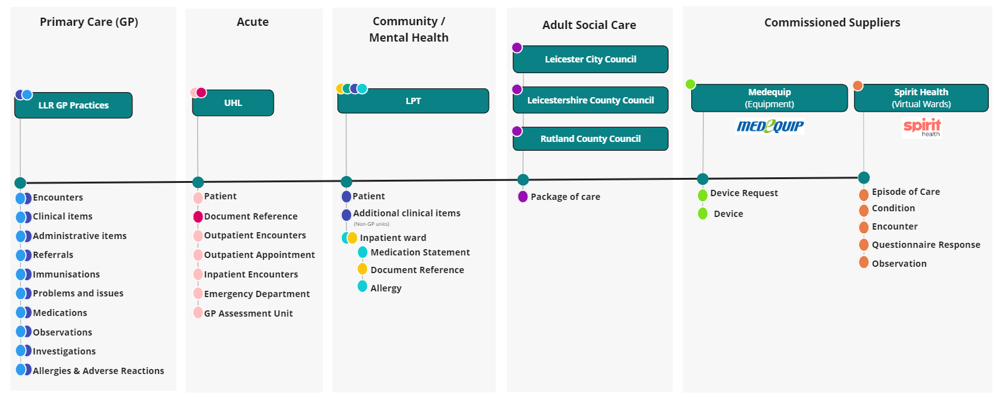 Primary Care (GP)
LLR GP Practices
Encounters
Clinical items
Administrative items
Referrals
Immunisations
Problems and issues
Medications
Observations
Investigations
Allergies & Adverse Reactions
Acute
UHL
Patient
Document Reference
Outpatient Encounters
Outpatient Appointment
Inpatient Encounters
Emergency Department
GP Assessment Unit
Community /
Mental Health
LPT
Patient
Additional clinical items
(Non-GP units)
Inpatient ward
Medication Statement
Document Reference
Allergy
Adult Social Care
Leicester City Council
Leicestershire County Council
Rutland County Council
Package of care
Commissioned Suppliers
Medequip
(Equipment)
MEDEQUIP
Device Request
Device
Spirit Health
(Virtual Wards)
spirit
health
Episode of Care
Condition
Encounter
Questionnaire Response
Observation